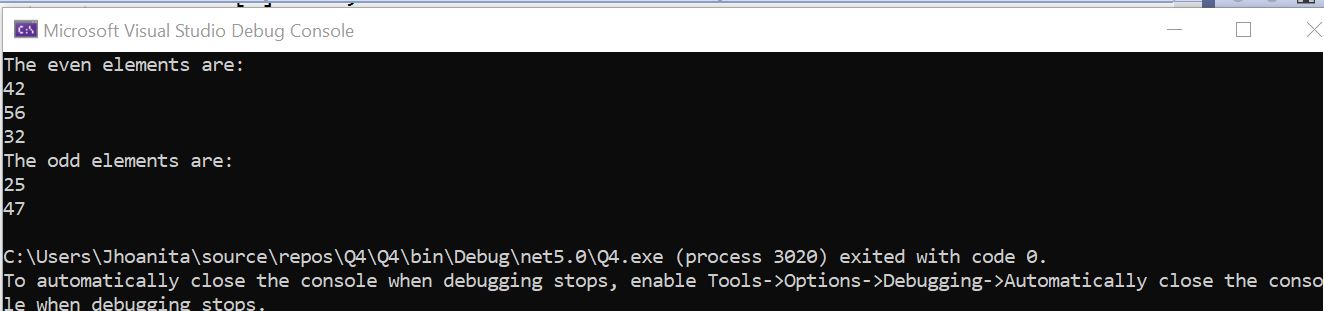 Microsoft Visual Studio Debug Console
The even elements are:
42
56
32
The odd elements are:
25
47
C:\Users\Jhoanita\source\repos\Q4\Q4\bin\Debug\net5.0\Q4.exe (process 3020) exited with code 0.
To automatically close the console when debugging stops, enable Tools->Options->Debugging->Automatically close the conso
le when debugging stops.